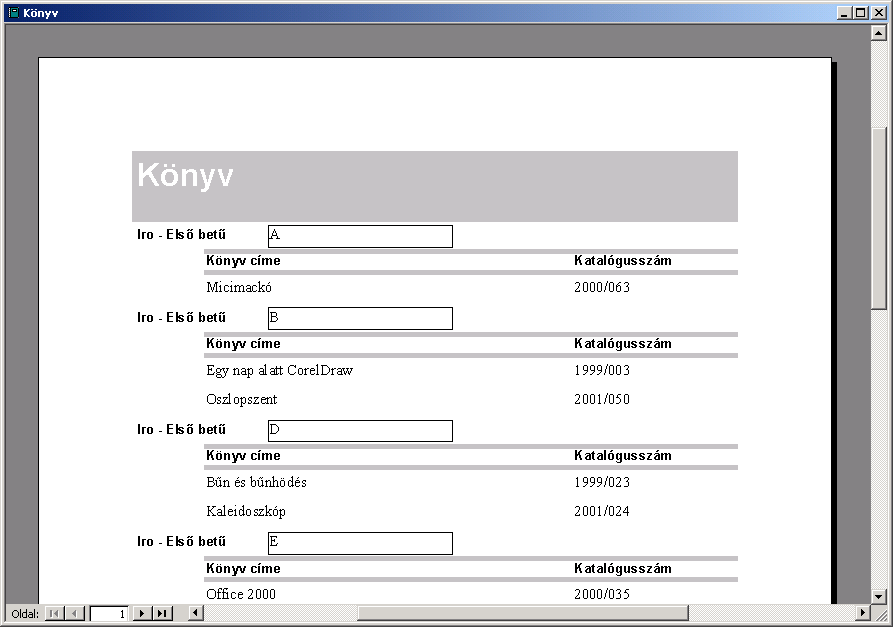 Könyv
Könyv
Iro - Első betű A
Könyv címe Katalógusszám
Micimackó 2000/063
Iro - Első betű B
Könyv címe Katalógusszám
Egy nap alatt CorelDraw 1999/003
Oszlopszent 2001/050
Iro - Első betű D
Könyv címe Katalógusszám
Bűn és bűnhödés 1999/023
Kaleidoszkóp 2001/024
Iro - Első betű E
Könyv címe Katalógusszám
Office 2000 2000/035
Oldal: 1